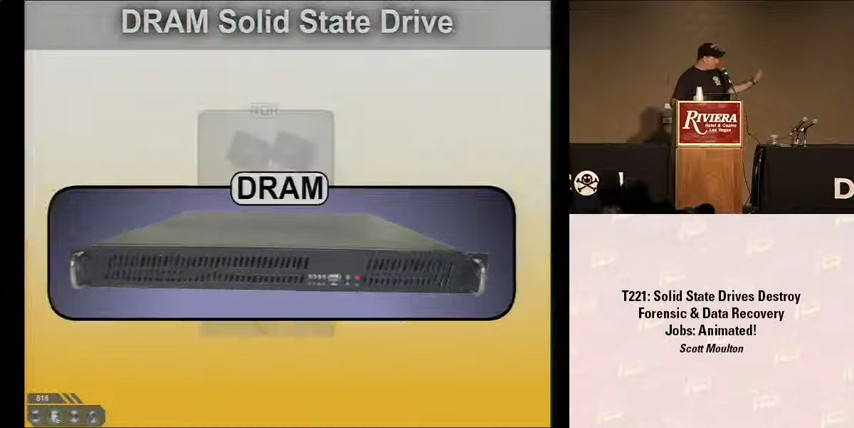 DRAM Solid State Drive
DRAM
816
RIVIERA
Hotel & Casino
Las Vegas
D
T221: Solid State Drives Destroy
Forensic & Data Recovery
Jobs: Animated!
Scott Moulton